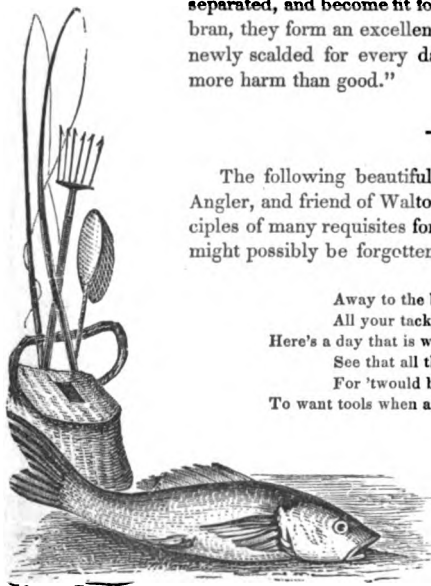 separated, and become fit fo
bran, they form an excellen
newly scalded for every da
more harm than good."
The following beautiful
Angler, and friend of Walto
ciples of many requisites for
might possibly be forgotten
Away to the
All your tack
Here's a day that is w
See that all th
For 'twould b
To want tools when a